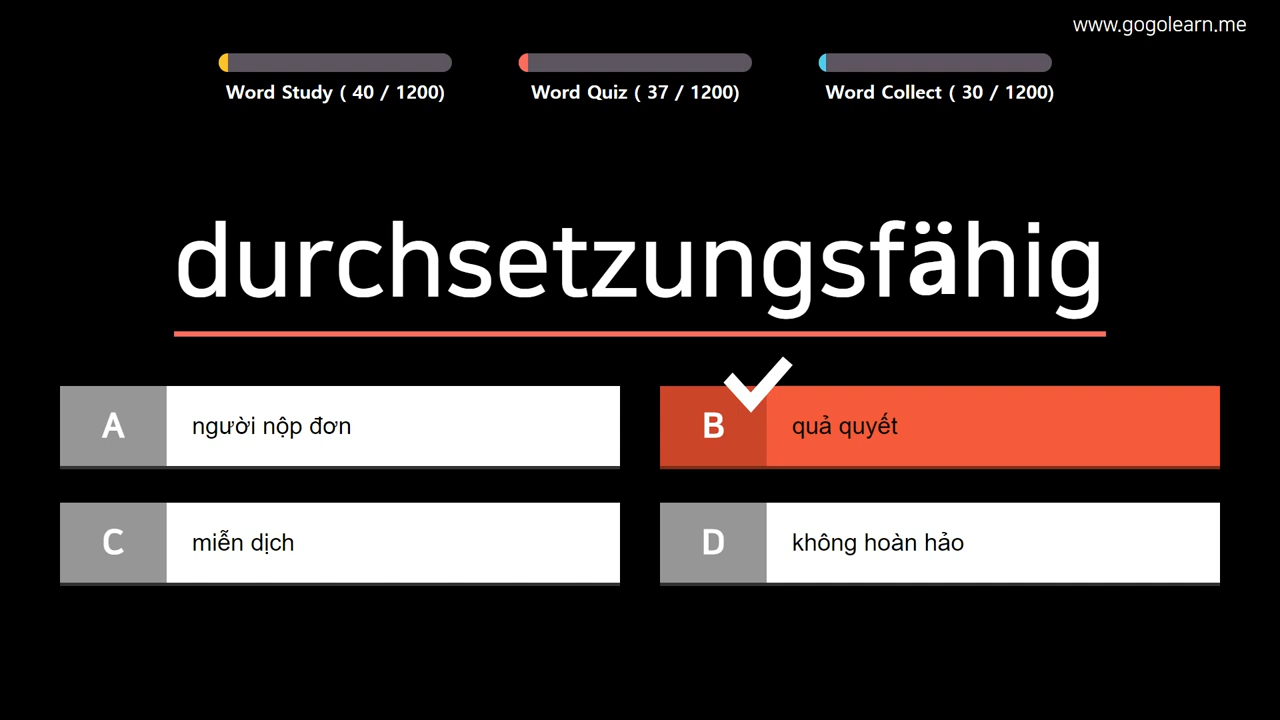 www.gogolearn.me
Word Study ( 40 / 1200)
Word Quiz ( 37 / 1200)
Word Collect ( 30 / 1200)
durchsetzungsfähig
A người nộp đơn
B quả quyết
C miễn dịch
D không hoàn hảo